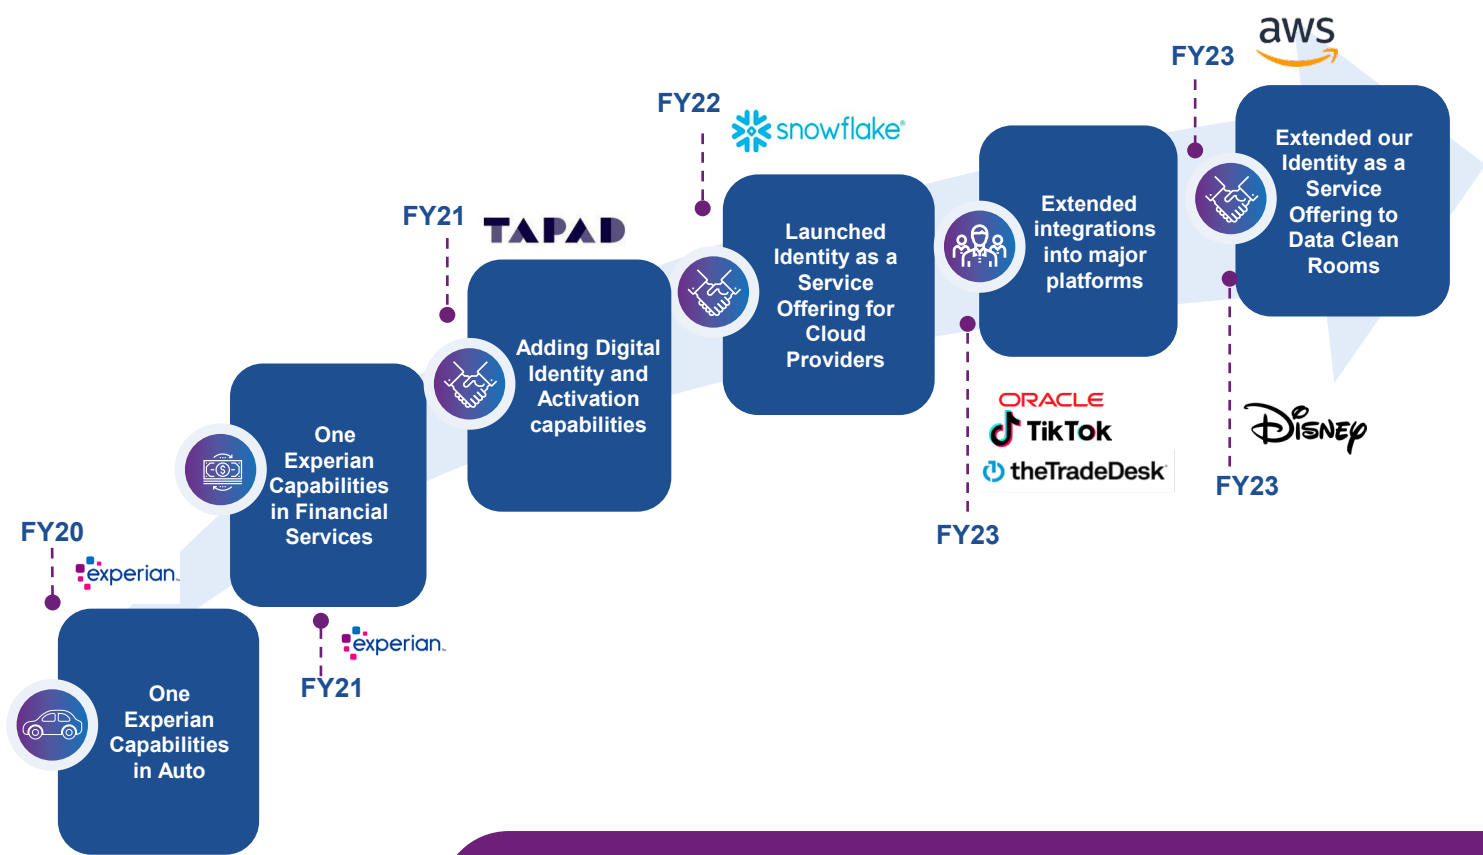 FY20
experian.
One
Experian
Capabilities
in Auto
One
Experian
Capabilities
in Financial
Services
experian.
FY21
FY21
TAPAD
Adding Digital
Identity and
Activation
capabilities
FY22
snowflake®
Launched
Identity as a
Service
Offering for
Cloud
Providers
Extended
integrations
into major
platforms
ORACLE
TikTok
theTradeDesk
FY23
FY23
aws
Extended our
Identity as a
Service
Offering to
Data Clean
Rooms
Disney
FY23